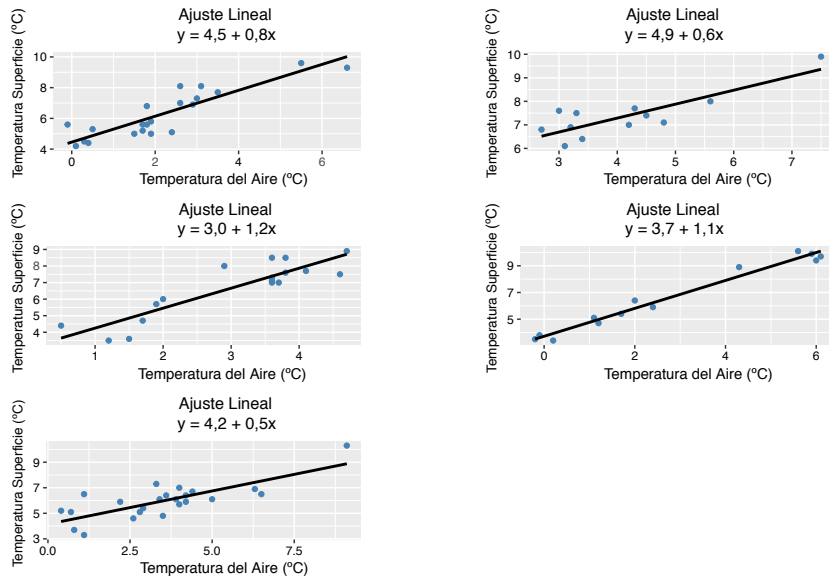 Ajuste Lineal
y = 4,5 + 0,8x
Temperatura Superficie (ºC)
10
8
6
4
0
2
4
6
Temperatura del Aire (ºC)
Ajuste Lineal
y = 4,9 + 0,6x
Temperatura Superficie (ºC)
10
9
8
7
6
3
4
5
6
7
Temperatura del Aire (ºC)
Ajuste Lineal
y = 3,0 + 1,2x
Temperatura Superficie (ºC)
9
8
7
6
5
4
1
2
3
4
Temperatura del Aire (ºC)
Ajuste Lineal
y = 3,7 + 1,1x
Temperatura Superficie (ºC)
9
7
5
0
2
4
6
Temperatura del Aire (ºC)
Ajuste Lineal
y = 4,2 + 0,5x
Temperatura Superficie (ºC)
9
7
5
3
0.0
2.5
5.0
7.5
Temperatura del Aire (ºC)